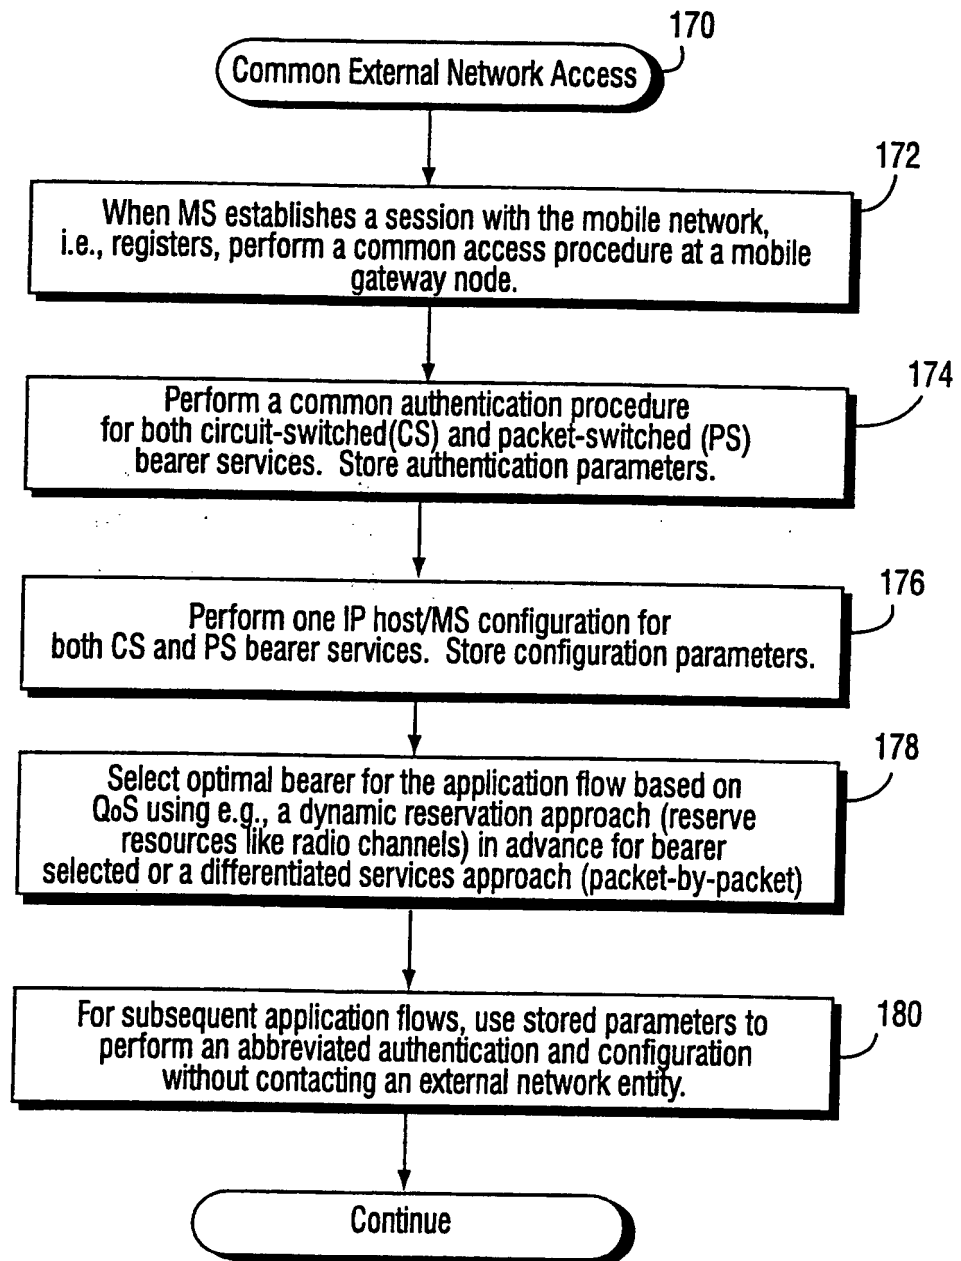 170
Common External Network Access
172
When MS establishes a session with the mobile network,
i.e., registers, perform a common access procedure at a mobile
gateway node.
174
Perform a common authentication procedure
for both circuit-switched(CS) and packet-switched (PS)
bearer services. Store authentication parameters.
176
Perform one IP host/MS configuration for
both CS and PS bearer services. Store configuration parameters.
178
Select optimal bearer for the application flow based on
QoS using e.g., a dynamic reservation approach (reserve
resources like radio channels) in advance for bearer
selected or a differentiated services approach (packet-by-packet)
180
For subsequent application flows, use stored parameters to
perform an abbreviated authentication and configuration
without contacting an external network entity.
Continue